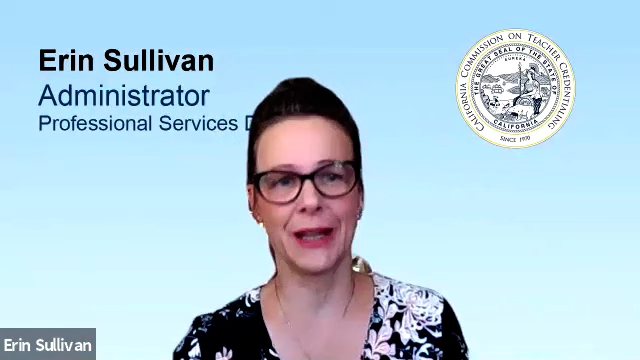 Erin Sullivan
Administrator
Professional Services D
CALIFORNIA COMMISSION ON TEACHER CREDENTIALING
THE GREAT SEAL OF THE STATE OF
CALIFORNIA
EUREKA
SINCE 1970
Erin Sullivan